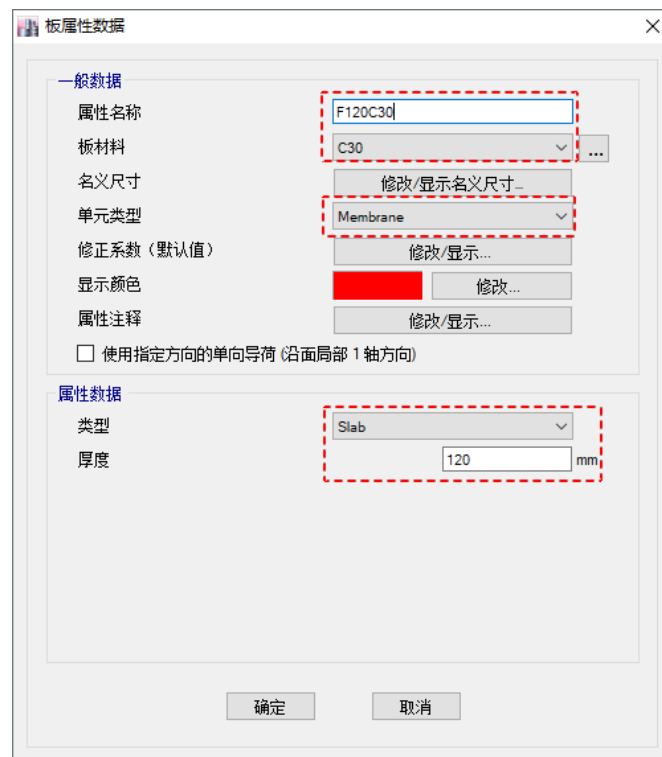 板属性数据
一般数据
属性名称 F120C30
板材料 C30 ...
名义尺寸 修改/显示名义尺寸...
单元类型 Membrane
修正系数（默认值） 修改/显示...
显示颜色 修改...
属性注释 修改/显示...
使用指定方向的单向导荷 (沿面局部 1 轴方向)
属性数据
类型 Slab
厚度 120 mm
确定 取消